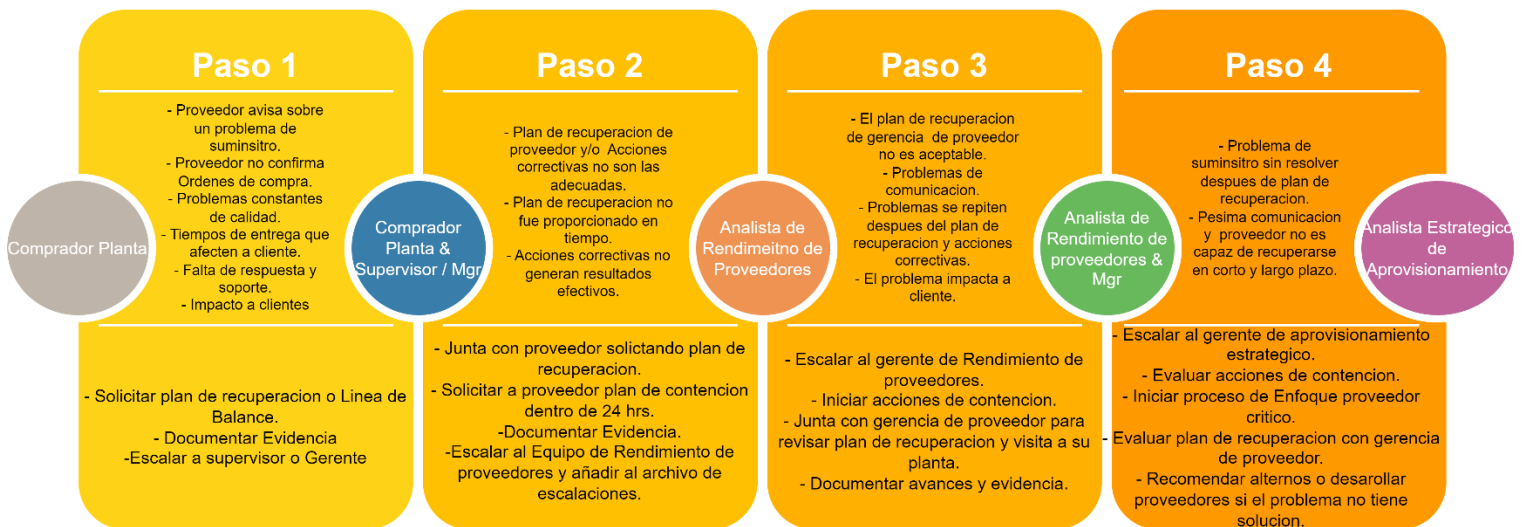 Paso 1
- Proveedor avisa sobre
un problema de
suminsitro.
- Proveedor no confirma
Ordenes de compra.
- Problemas constantes
de calidad.
- Tiempos de entrega que
afecten a cliente.
- Falta de respuesta y
soporte.
- Impacto a clientes
- Solicitar plan de recuperacion o Linea de
Balance.
- Documentar Evidencia
-Escalar a supervisor o Gerente
Paso 2
- Plan de recuperacion de
proveedor y/o Acciones
correctivas no son las
adecuadas.
- Plan de recuperacion no
fue proporcionado en
tiempo.
- Acciones correctivas no
generan resultados
efectivos.
- Junta con proveedor solictando plan de
recuperacion.
- Solicitar a proveedor plan de contencion
dentro de 24 hrs.
-Documentar Evidencia.
-Escalar al Equipo de Rendimiento de
proveedores y añadir al archivo de
escalaciones.
Paso 3
- El plan de recuperacion
de gerencia de proveedor
no es aceptable.
- Problemas de
comunicacion.
- Problemas se repiten
despues del plan de
recuperacion y acciones
correctivas.
- El problema impacta a
cliente.
- Escalar al gerente de Rendimiento de
proveedores.
- Iniciar acciones de contencion.
- Junta con gerencia de proveedor para
revisar plan de recuperacion y visita a su
planta.
- Documentar avances y evidencia.
Paso 4
- Problema de
suminsitro sin resolver
despues de plan de
recuperacion.
- Pesima comunicacion
y proveedor no es
capaz de recuperarse
en corto y largo plazo.
- Escalar al gerente de aprovisionamiento
estrategico.
- Evaluar acciones de contencion.
- Iniciar proceso de Enfoque proveedor
critico.
- Evaluar plan de recuperacion con gerencia
de proveedor.
- Recomendar alternos o desarollar
proveedores si el problema no tiene
solucion.
Comprador Planta
Comprador
Planta &
Supervisor / Mgr
Analista de
Rendimeitno de
Proveedores
Analista de
Rendimiento de
proveedores &
Mgr
Analista Estrategico
de
Aprovisionamiento